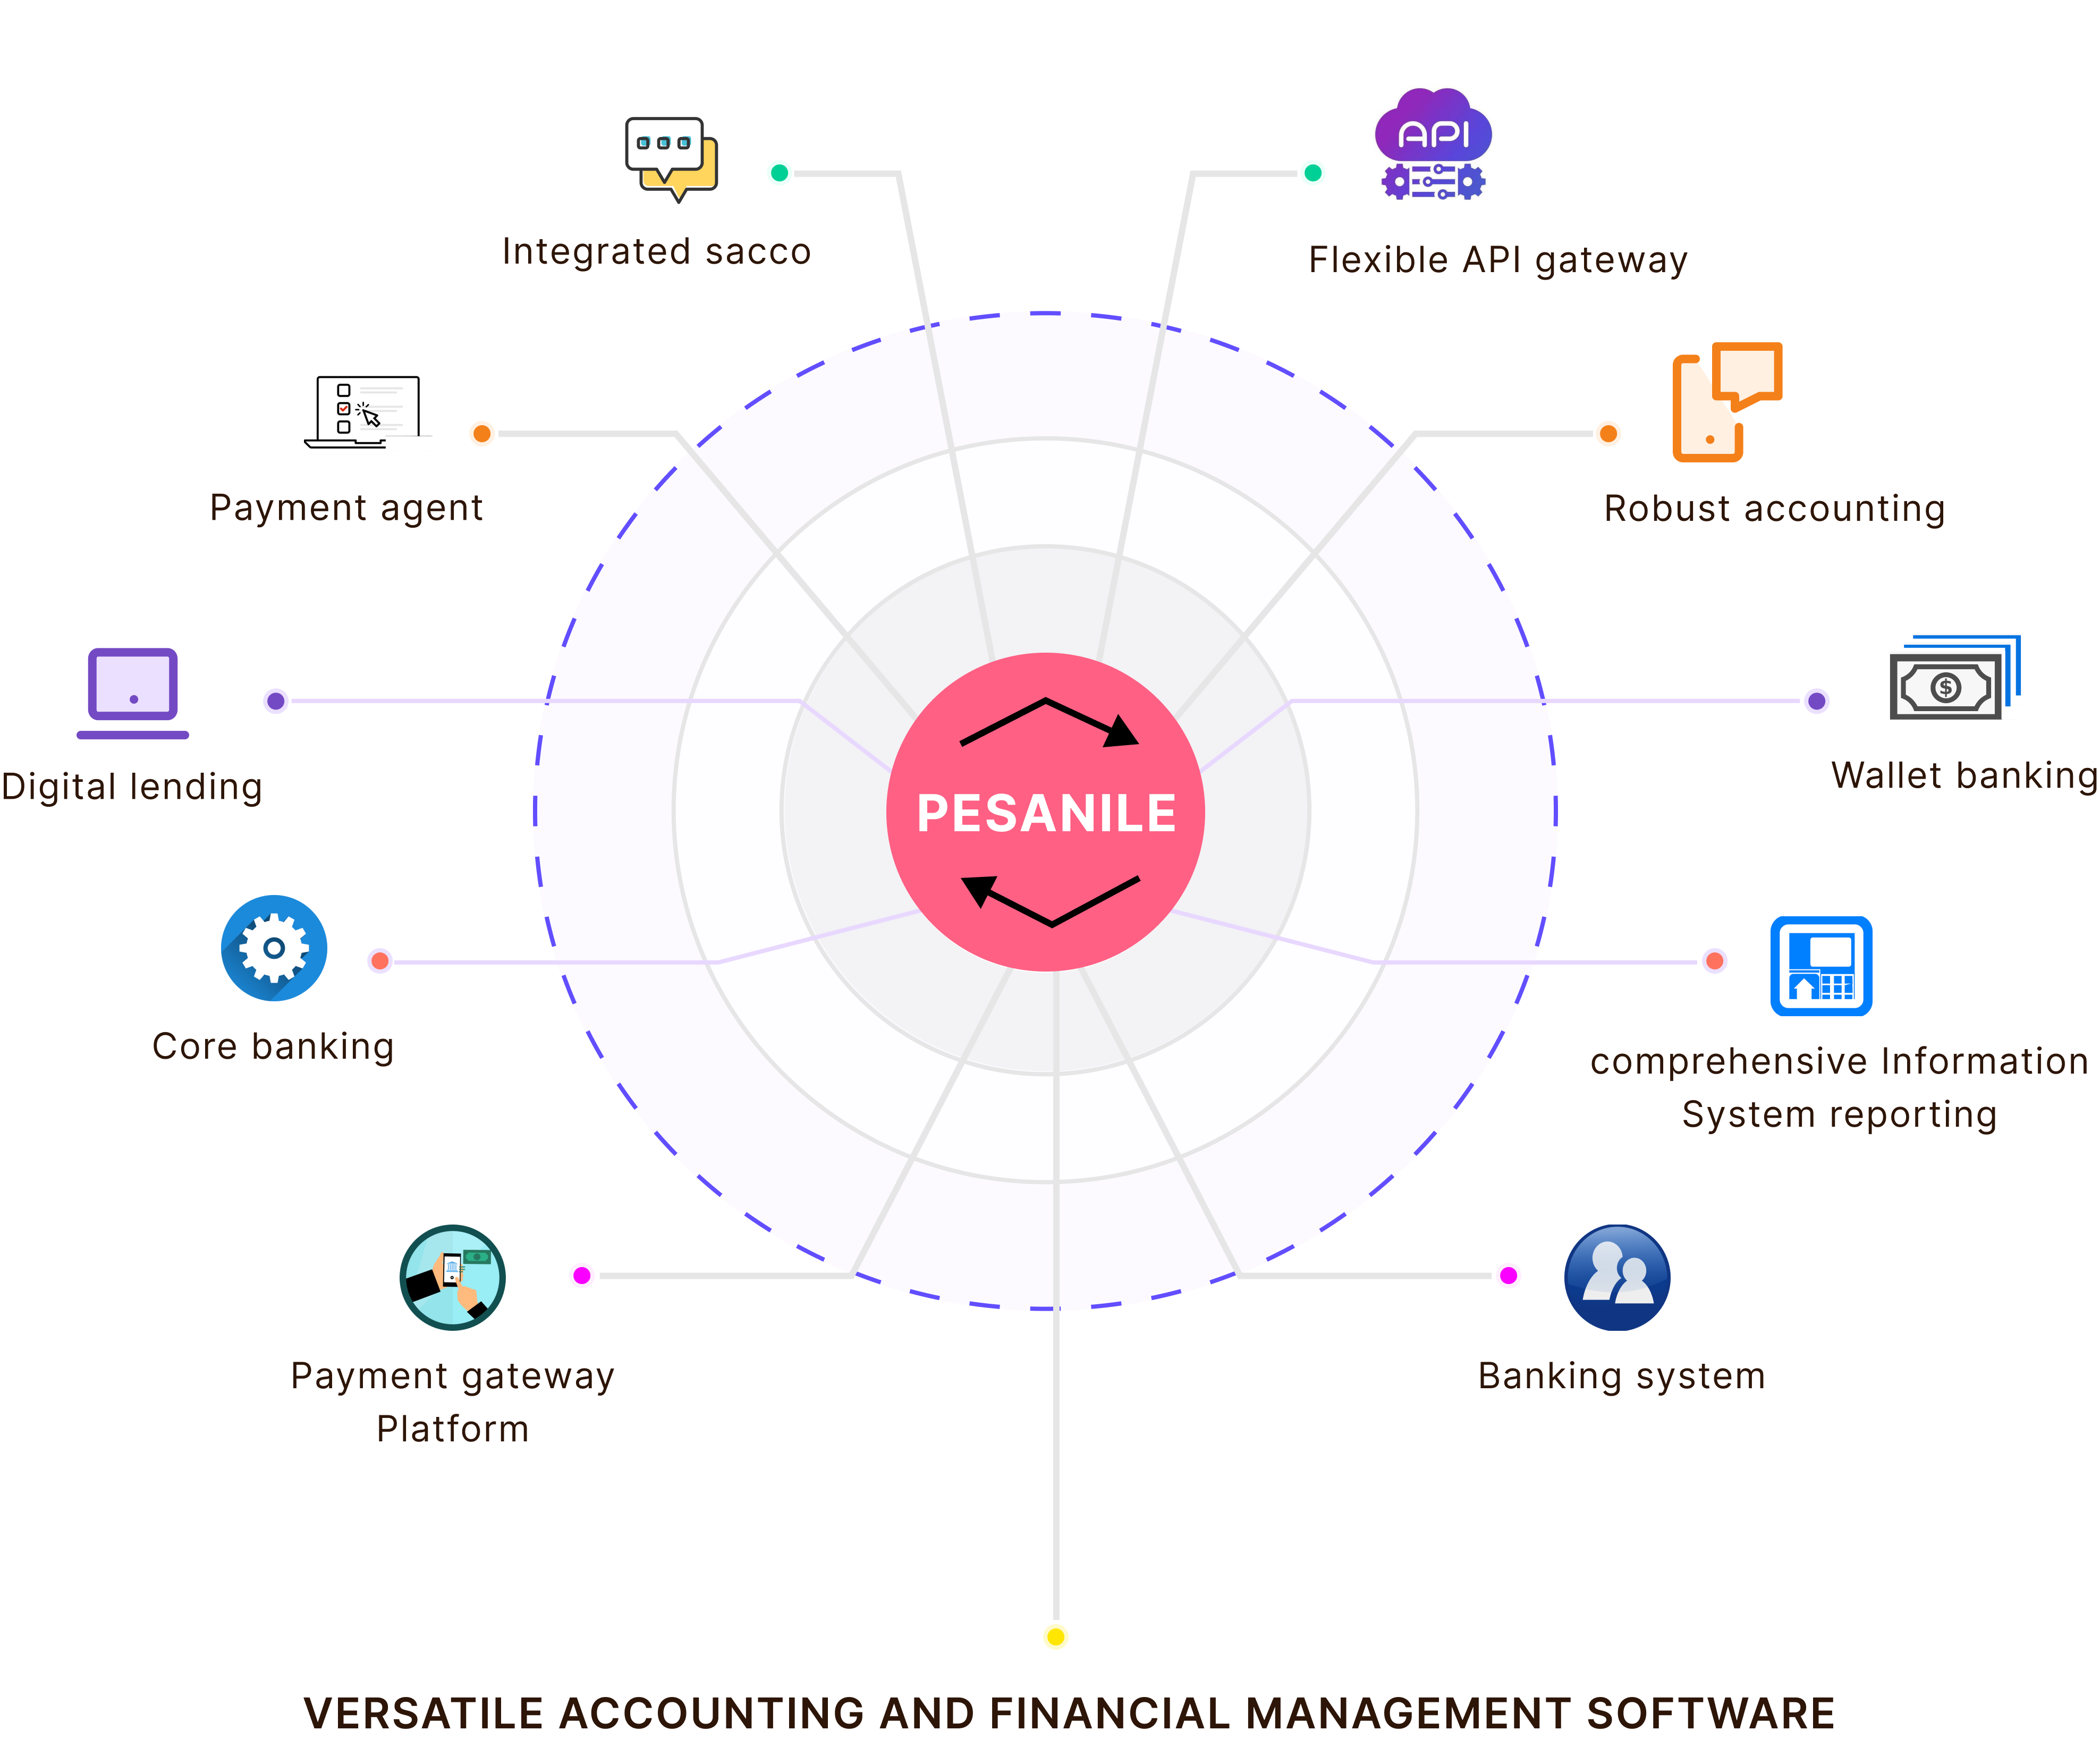 API
Integrated sacco
Flexible API gateway
Payment agent
Robust accounting
$
Digital lending
Wallet banking
PESANILE
Core banking
comprehensive Information
System reporting
Payment gateway
Platform
Banking system
VERSATILE ACCOUNTING AND FINANCIAL MANAGEMENT SOFTWARE